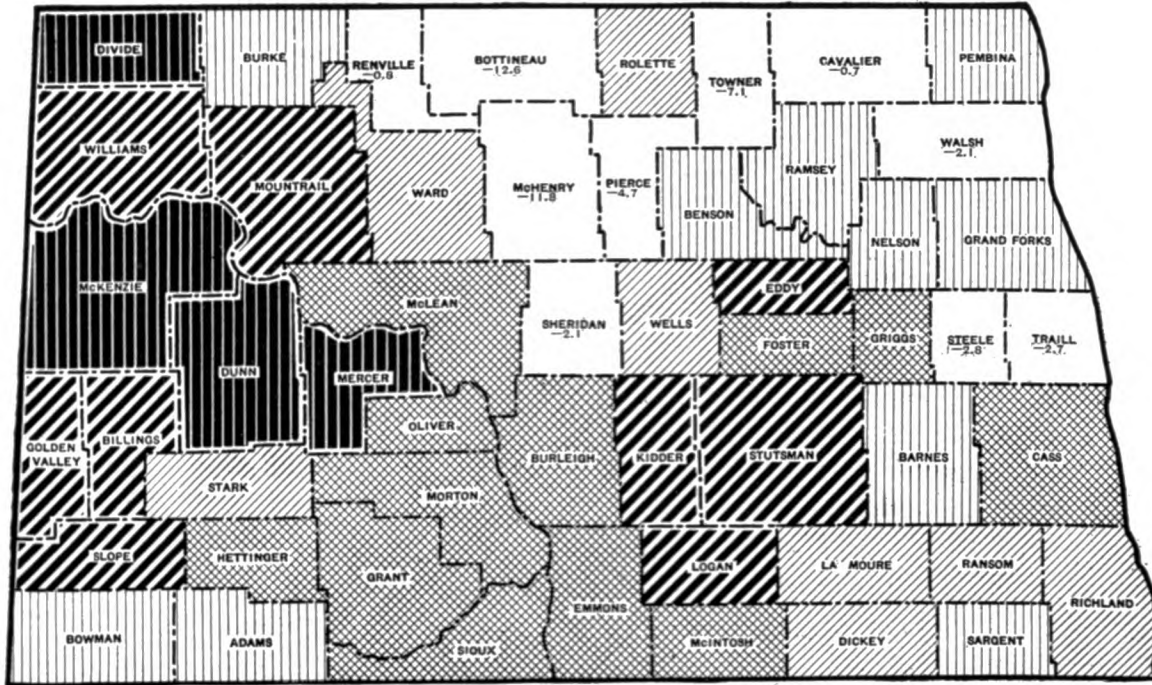 DIVIDE
BURKE
RENVILLE
—0.8
BOTTINEAU
—12.6
ROLETTE
TOWNER
—7.1
CAVALIER
—0.7
PEMBINA
WILLIAMS
MOUNTRAIL
WARD
McHENRY
—11.8
PIERCE
—4.7
BENSON
RAMSEY
WALSH
—2.1
NELSON
GRAND FORKS
McKENZIE
DUNN
MERCER
McLEAN
SHERIDAN
—2.1
WELLS
EDDY
FOSTER
GRIGGS
STEELE
—2.8
TRAILL
—2.7
GOLDEN
VALLEY
BILLINGS
STARK
OLIVER
MORTON
BURLEIGH
KIDDER
STUTSMAN
BARNES
CASS
SLOPE
HETTINGER
GRANT
EMMONS
LOGAN
LA MOURE
RANSOM
RICHLAND
BOWMAN
ADAMS
SIOUX
McINTOSH
DICKEY
SARGENT